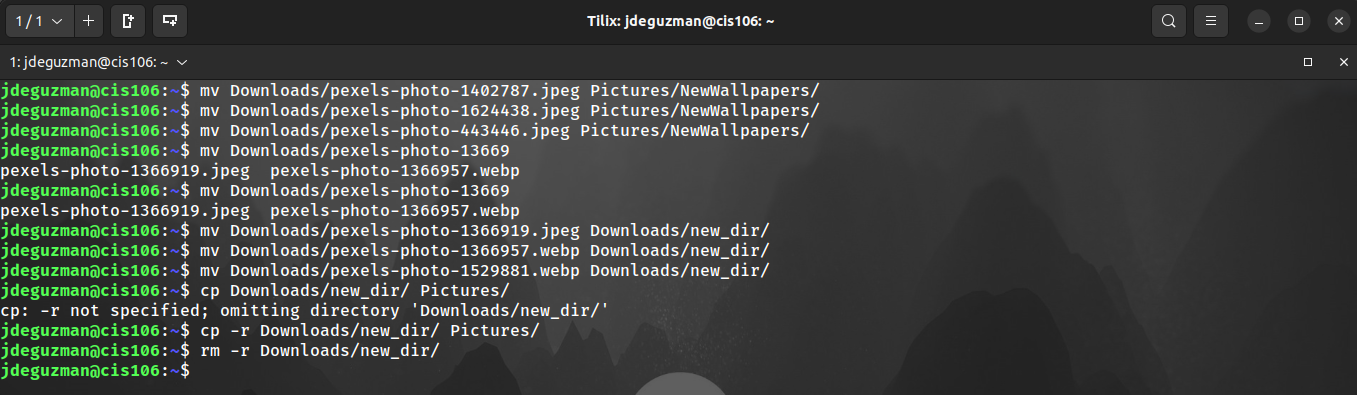 1 / 1
Tilix: jdeguzman@cis106: ~
1: jdeguzman@cis106: ~
jdeguzman@cis106:~$ mv Downloads/pexels-photo-1402787.jpeg Pictures/NewWallpapers/
jdeguzman@cis106:~$ mv Downloads/pexels-photo-1624438.jpeg Pictures/NewWallpapers/
jdeguzman@cis106:~$ mv Downloads/pexels-photo-443446.jpeg Pictures/NewWallpapers/
jdeguzman@cis106:~$ mv Downloads/pexels-photo-13669
pexels-photo-1366919.jpeg  pexels-photo-1366957.webp
jdeguzman@cis106:~$ mv Downloads/pexels-photo-13669
pexels-photo-1366919.jpeg  pexels-photo-1366957.webp
jdeguzman@cis106:~$ mv Downloads/pexels-photo-1366919.jpeg Downloads/new_dir/
jdeguzman@cis106:~$ mv Downloads/pexels-photo-1366957.webp Downloads/new_dir/
jdeguzman@cis106:~$ mv Downloads/pexels-photo-1529881.webp Downloads/new_dir/
jdeguzman@cis106:~$ cp Downloads/new_dir/ Pictures/
cp: -r not specified; omitting directory 'Downloads/new_dir/'
jdeguzman@cis106:~$ cp -r Downloads/new_dir/ Pictures/
jdeguzman@cis106:~$ rm -r Downloads/new_dir/
jdeguzman@cis106:~$